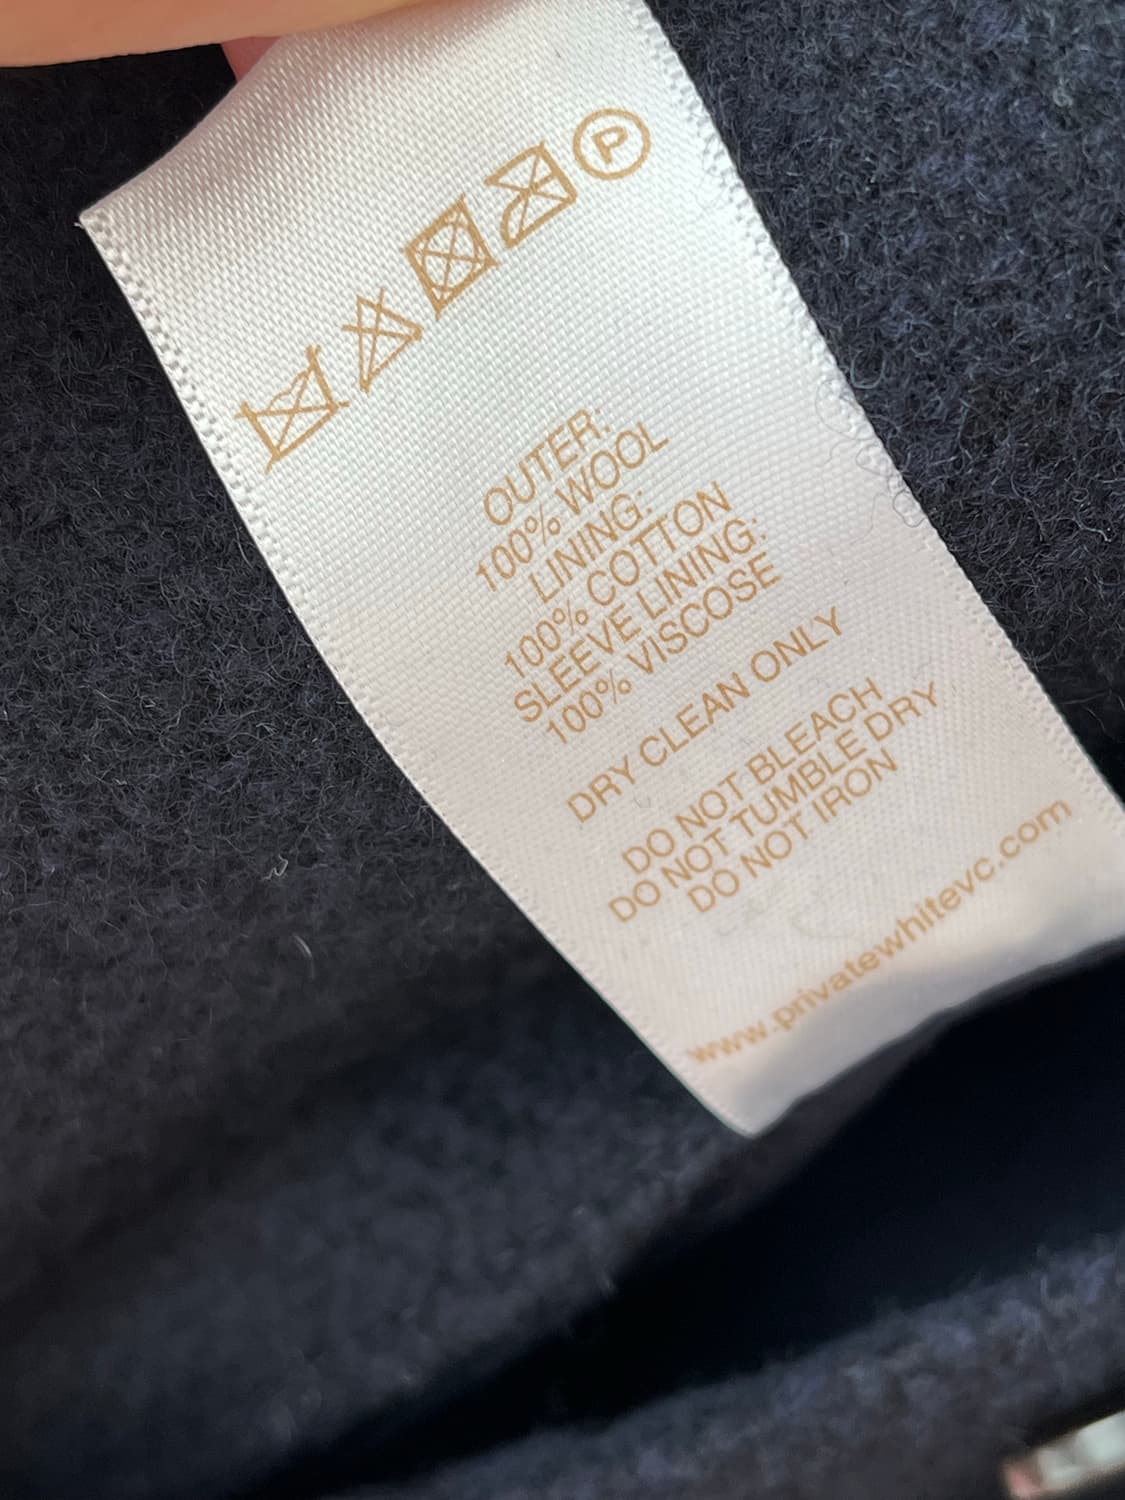 P
OUTER:
100% WOOL
LINING:
100% COTTON
SLEEVE LINING:
100% VISCOSE
DRY CLEAN ONLY
DO NOT BLEACH
DO NOT TUMBLE DRY
DO NOT IRON
www.privatewhitevc.com